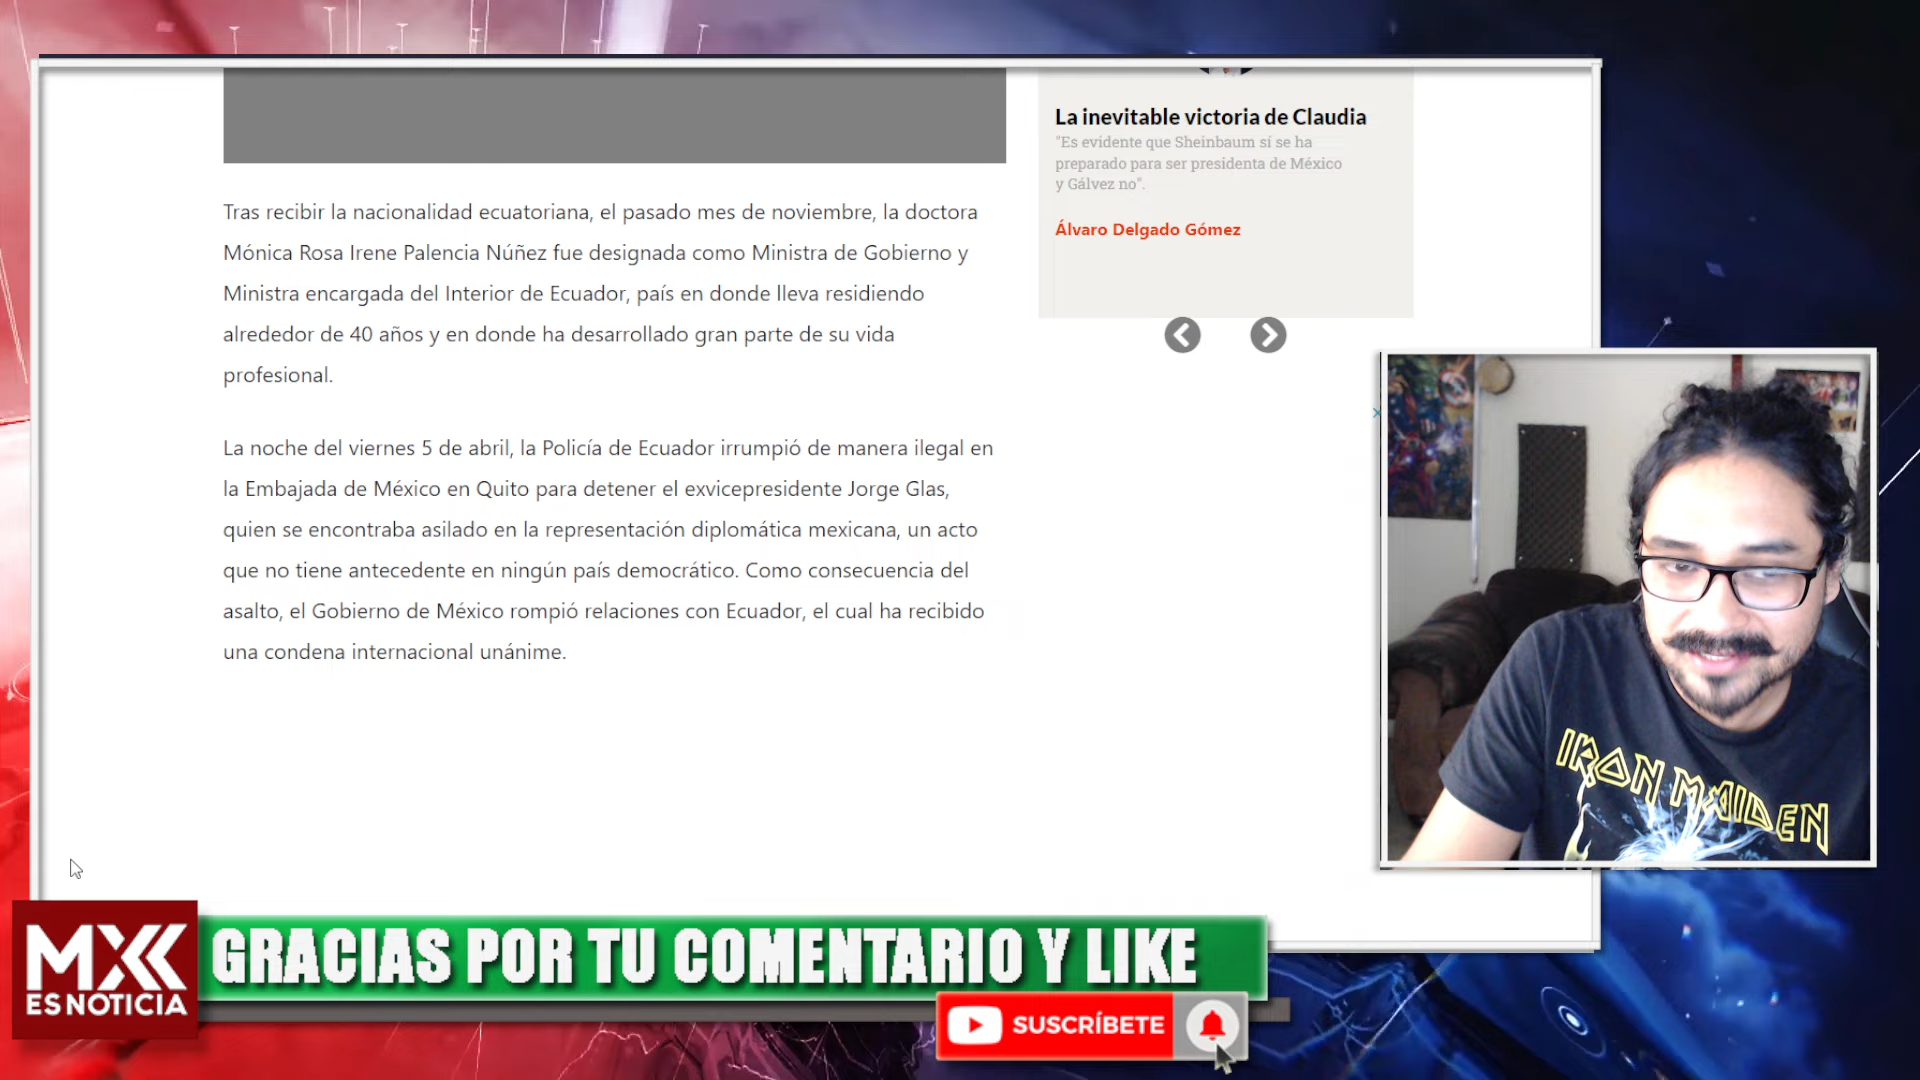 La inevitable victoria de Claudia
"Es evidente que Sheinbaum sí se ha
preparado para ser presidenta de México
y Gálvez no".
Álvaro Delgado Gómez
Tras recibir la nacionalidad ecuatoriana, el pasado mes de noviembre, la doctora
Mónica Rosa Irene Palencia Núñez fue designada como Ministra de Gobierno y
Ministra encargada del Interior de Ecuador, país en donde lleva residiendo
alrededor de 40 años y en donde ha desarrollado gran parte de su vida
profesional.
La noche del viernes 5 de abril, la Policía de Ecuador irrumpió de manera ilegal en
la Embajada de México en Quito para detener el exvicepresidente Jorge Glas,
quien se encontraba asilado en la representación diplomática mexicana, un acto
que no tiene antecedente en ningún país democrático. Como consecuencia del
asalto, el Gobierno de México rompió relaciones con Ecuador, el cual ha recibido
una condena internacional unánime.
IRON MAIDEN
MX
ES NOTICIA
GRACIAS POR TU COMENTARIO Y LIKE
SUSCRÍBETE